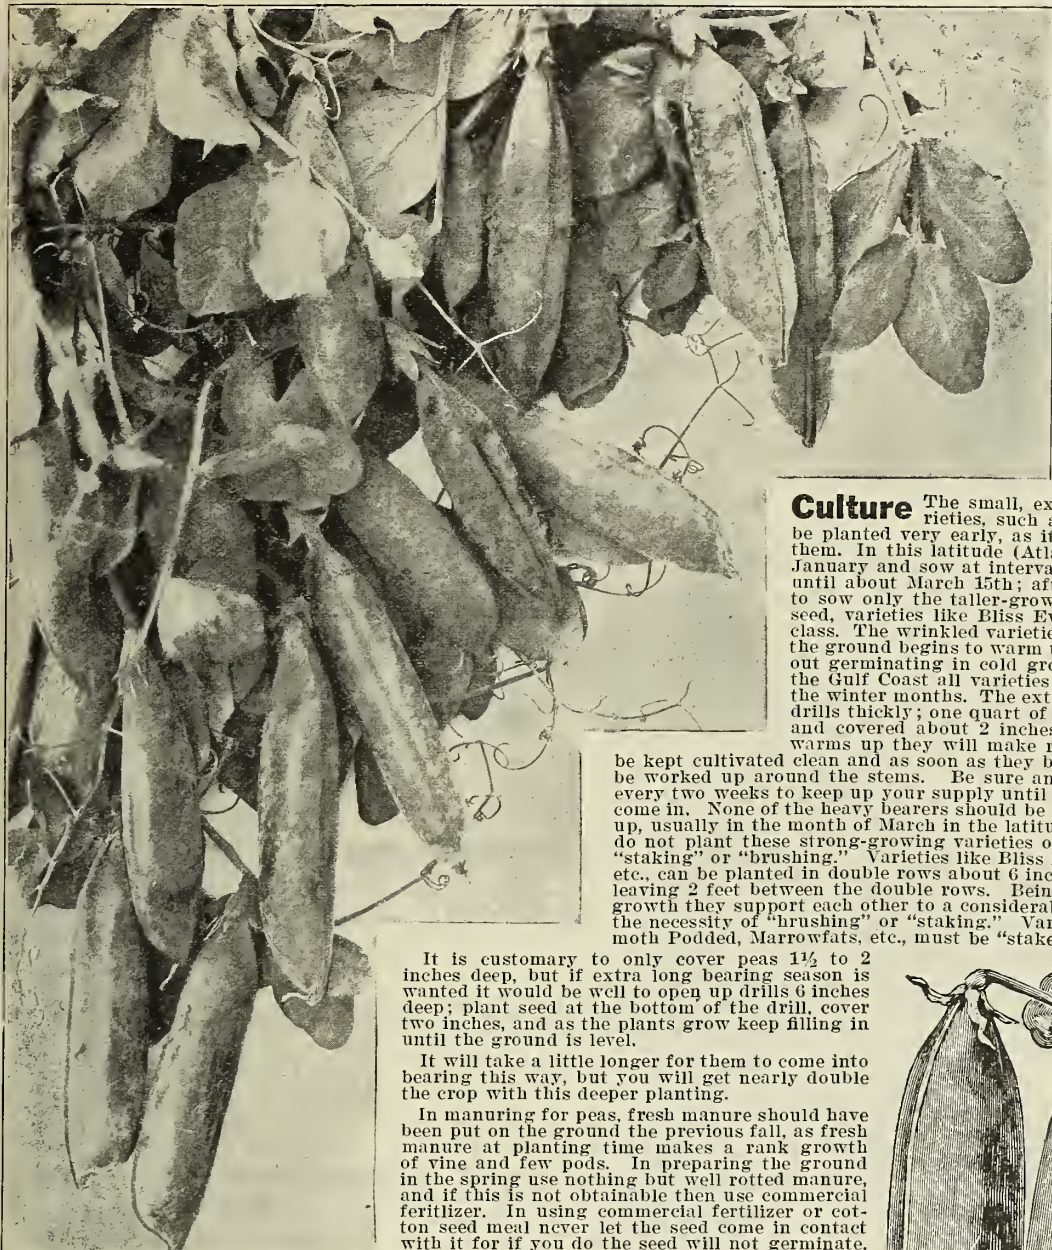 Culture The small, ex
rieties, such a
be planted very early, as it
them. In this latitude (Atla
January and sow at interva
until about March 15th; aft
to sow only the taller-grow
seed, varieties like Bliss Ev
class. The wrinkled varietie
the ground begins to warm u
out germinating in cold gro
the Gulf Coast all varieties
the winter months. The ext
drills thickly; one quart of
and covered about 2 inches
warms up they will make r
be kept cultivated clean and as soon as they b
be worked up around the stems. Be sure an
every two weeks to keep up your supply until
come in. None of the heavy bearers should be
up, usually in the month of March in the latitu
do not plant these strong-growing varieties o
"staking" or "brushing." Varieties like Bliss
etc., can be planted in double rows about 6 inc
leaving 2 feet between the double rows. Bein
growth they support each other to a considera
the necessity of "brushing" or "staking." Var
moth Podded, Marrowfats, etc., must be "stake
It is customary to only cover peas 1½ to 2
inches deep, but if extra long bearing season is
wanted it would be well to open up drills 6 inches
deep; plant seed at the bottom of the drill, cover
two inches, and as the plants grow keep filling in
until the ground is level.
It will take a little longer for them to come into
bearing this way, but you will get nearly double
the crop with this deeper planting.
In manuring for peas, fresh manure should have
been put on the ground the previous fall, as fresh
manure at planting time makes a rank growth
of vine and few pods. In preparing the ground
in the spring use nothing but well rotted manure,
and if this is not obtainable then use commercial
feritlizer. In using commercial fertilizer or cot-
ton seed meal never let the seed come in contact
with it for if you do the seed will not germinate.